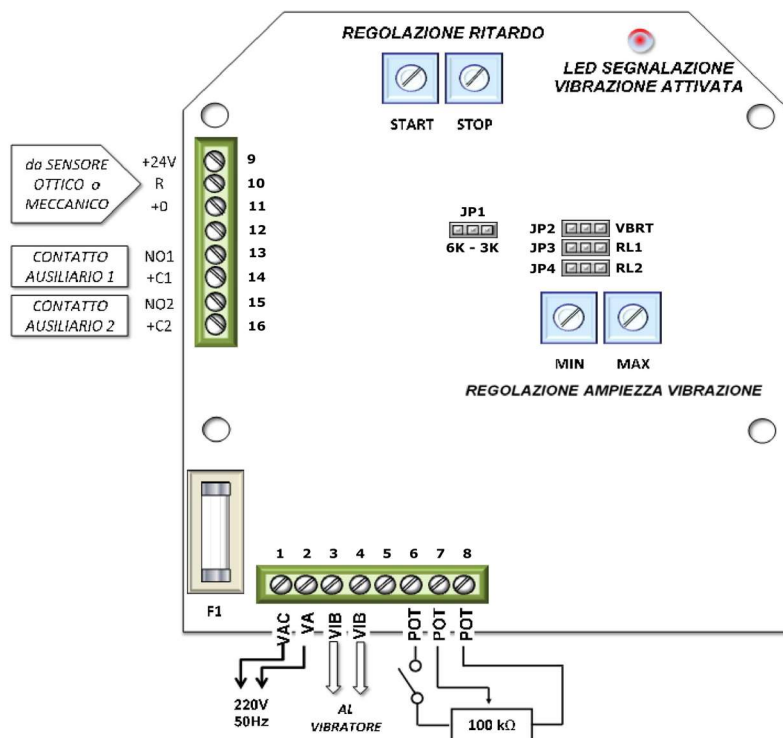 REGOLAZIONE RITARDO
LED SEGNALAZIONE
VIBRAZIONE ATTIVATA
START STOP
da SENSORE
OTTICO o
MECCANICO
+24V 9
R 10
+0 11
12
CONTATTO
AUSILIARIO 1
NO1 13
+C1 14
CONTATTO
AUSILIARIO 2
NO2 15
+C2 16
JP1
6K - 3K
JP2 VBRT
JP3 RL1
JP4 RL2
MIN MAX
REGOLAZIONE AMPIEZZA VIBRAZIONE
F1
1 2 3 4 5 6 7 8
VAC VA VIB VIB POT POT POT
220V
50Hz
AL
VIBRATORE
100 kΩ